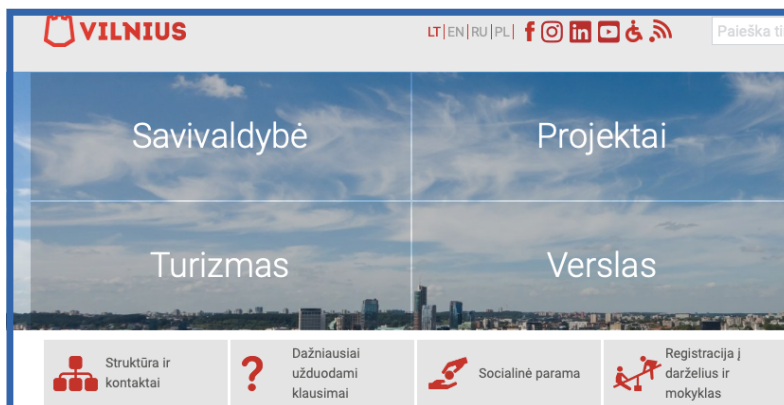 VILNIUS
LT|EN|RU|PL|
Paieška
Savivaldybė
Projektai
Turizmas
Verslas
Struktūra ir
kontaktai
Dažniausiai
užduodami
klausimai
Socialinė parama
Registracija į
darželius ir
mokyklas